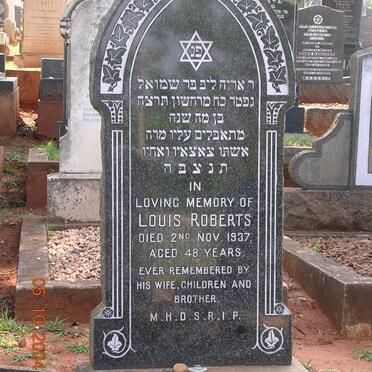 פנ
ר אריה ליב בר שמואל
נפטר כח מרחשון תרצח
בן מח שנה
מתאבלים עליו מרה
אשתו צאצאיו ואחיו
תנצבה
IN
LOVING MEMORY OF
LOUIS ROBERTS
DIED 2ND NOV. 1937,
AGED 48 YEARS.
EVER REMEMBERED BY
HIS WIFE, CHILDREN AND
BROTHER.
M.H.D.S.R.I.P.
05 10 2004